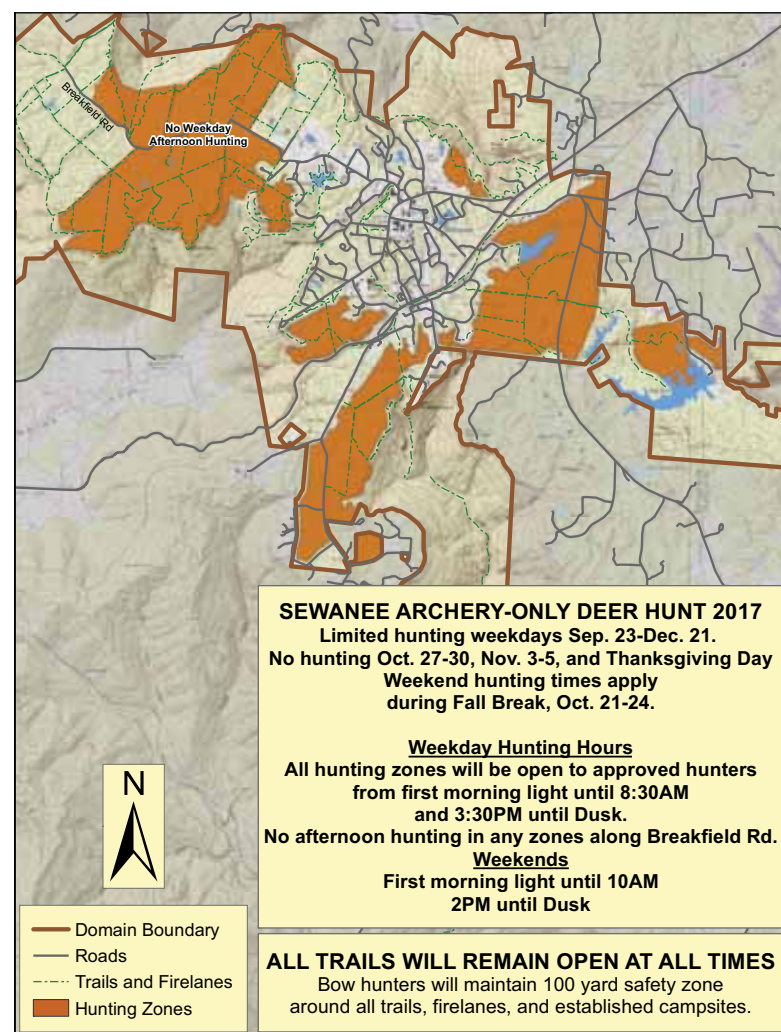 Breakfield Rd
No Weekday
Afternoon Hunting
SEWANEE ARCHERY-ONLY DEER HUNT 2017
Limited hunting weekdays Sep. 23-Dec. 21.
No hunting Oct. 27-30, Nov. 3-5, and Thanksgiving Day
Weekend hunting times apply
during Fall Break, Oct. 21-24.
Weekday Hunting Hours
All hunting zones will be open to approved hunters
from first morning light until 8:30AM
and 3:30PM until Dusk.
No afternoon hunting in any zones along Breakfield Rd.
Weekends
First morning light until 10AM
2PM until Dusk
N
Domain Boundary
Roads
Trails and Firelanes
Hunting Zones
ALL TRAILS WILL REMAIN OPEN AT ALL TIMES
Bow hunters will maintain 100 yard safety zone
around all trails, firelanes, and established campsites.